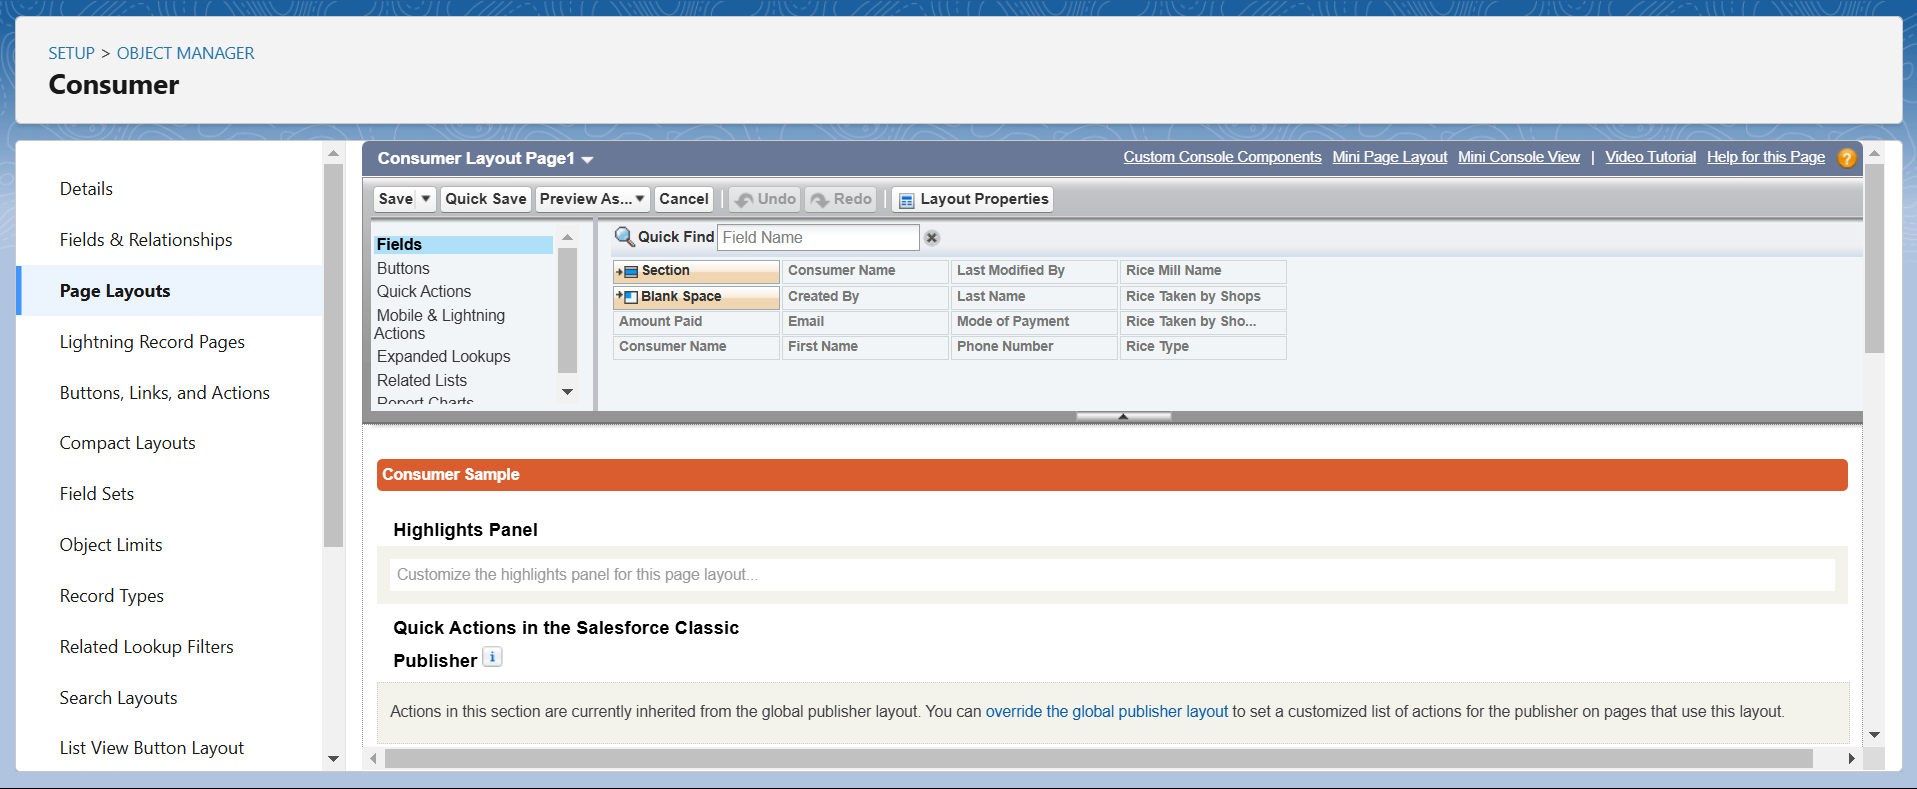 SETUP > OBJECT MANAGER
Consumer
Details
Fields & Relationships
Page Layouts
Lightning Record Pages
Buttons, Links, and Actions
Compact Layouts
Field Sets
Object Limits
Record Types
Related Lookup Filters
Search Layouts
List View Button Layout
Consumer Layout Page1
Custom Console Components Mini Page Layout Mini Console View | Video Tutorial Help for this Page ?
Save Quick Save Preview As... Cancel Undo Redo Layout Properties
Fields
Buttons
Quick Actions
Mobile & Lightning
Actions
Expanded Lookups
Related Lists
Report Charts
Quick Find Field Name
Section Consumer Name Last Modified By Rice Mill Name
Blank Space Created By Last Name Rice Taken by Shops
Amount Paid Email Mode of Payment Rice Taken by Sho...
Consumer Name First Name Phone Number Rice Type
Consumer Sample
Highlights Panel
Customize the highlights panel for this page layout...
Quick Actions in the Salesforce Classic
Publisher i
Actions in this section are currently inherited from the global publisher layout. You can override the global publisher layout to set a customized list of actions for the publisher on pages that use this layout.